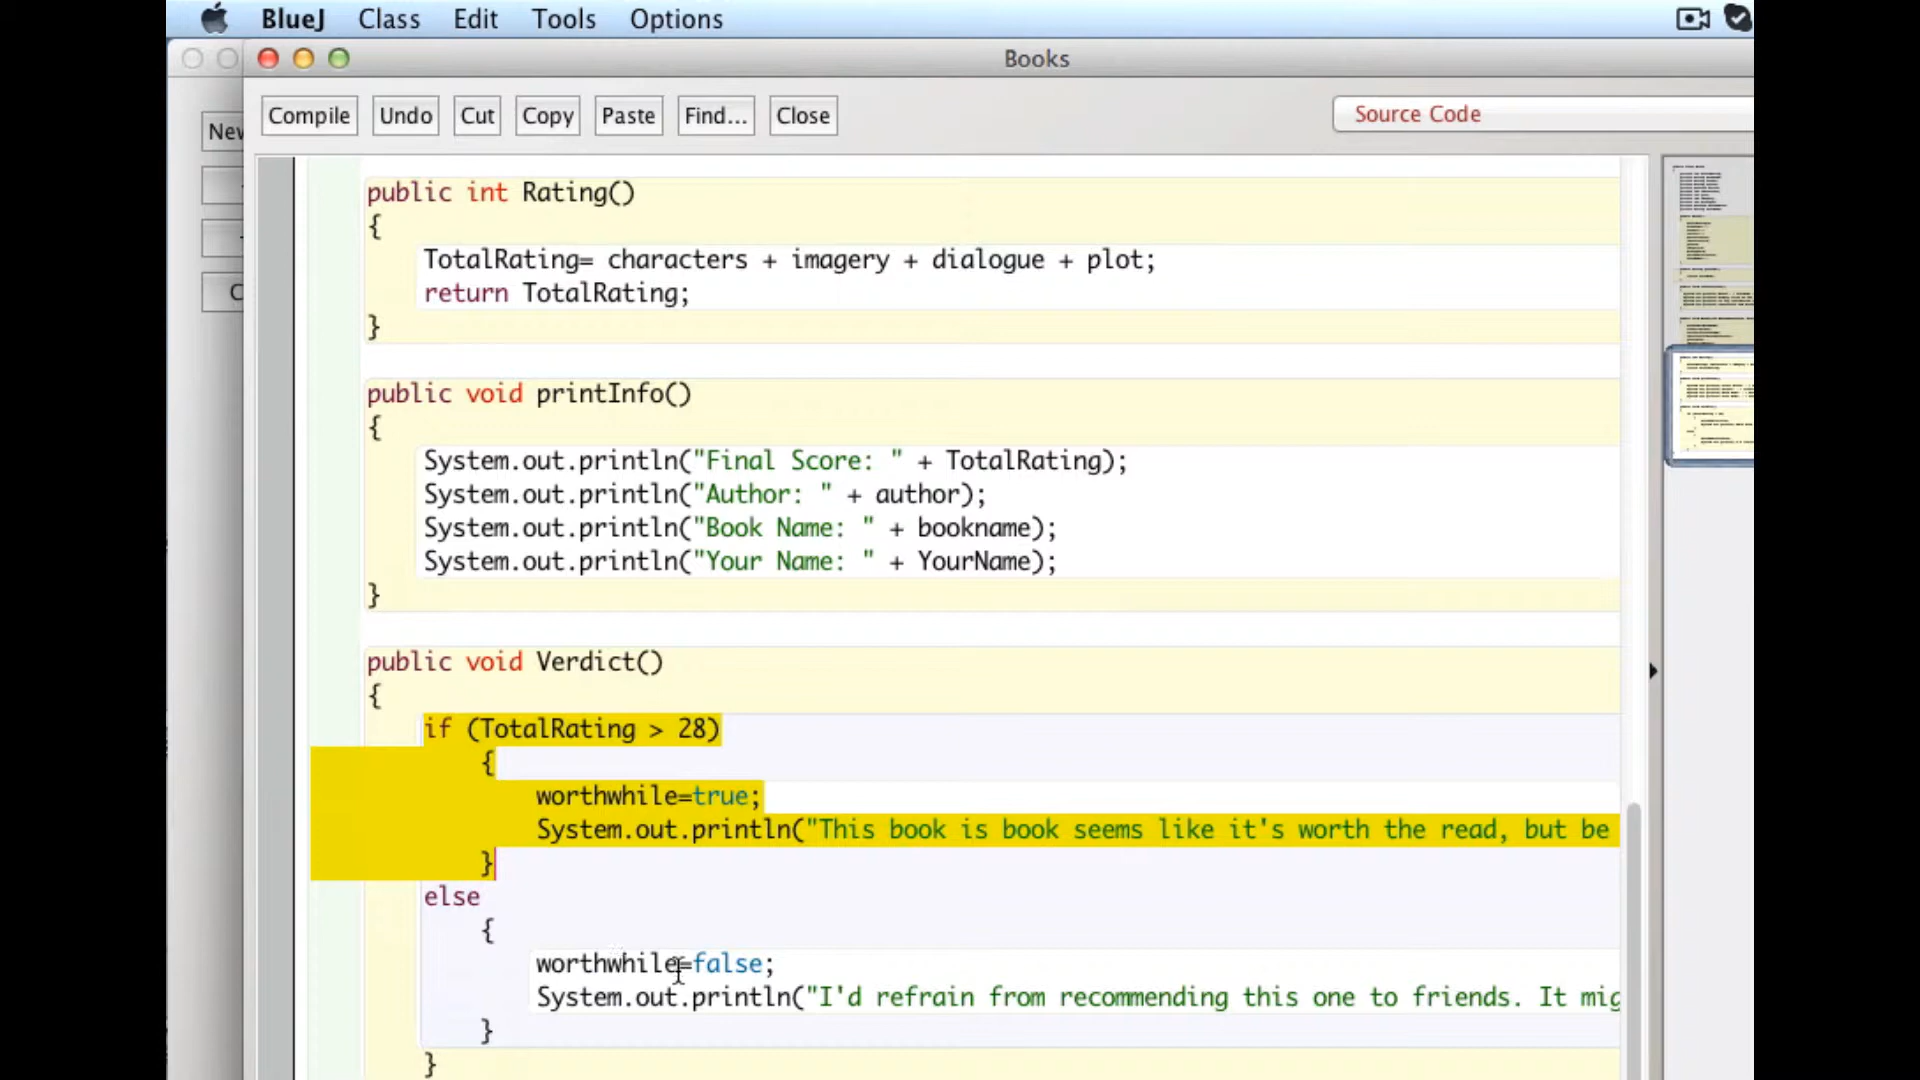 BlueJ Class Edit Tools Options
Books
Compile Undo Cut Copy Paste Find... Close
Source Code
New
public int Rating()
{
TotalRating= characters + imagery + dialogue + plot;
return TotalRating;
}
public void printInfo()
{
System.out.println("Final Score: " + TotalRating);
System.out.println("Author: " + author);
System.out.println("Book Name: " + bookname);
System.out.println("Your Name: " + YourName);
}
public void Verdict()
{
if (TotalRating > 28)
{
worthwhile=true;
System.out.println("This book is book seems like it's worth the read, but be
}
else
{
worthwhile=false;
System.out.println("I'd refrain from recommending this one to friends. It mig
}
}